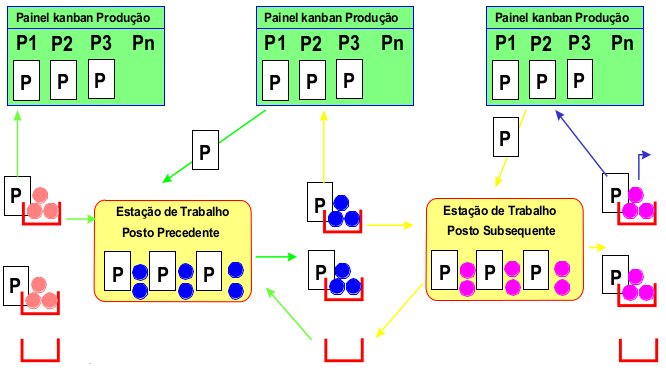 Painel kanban Produção
P1 P2 P3 Pn
P P P
Painel kanban Produção
P1 P2 P3 Pn
P P P
Painel kanban Produção
P1 P2 P3 Pn
P P P
P
P
P
P
P
P
Estação de Trabalho
Posto Precedente
P P P
Estação de Trabalho
Posto Subsequente
P P P
P
P
P